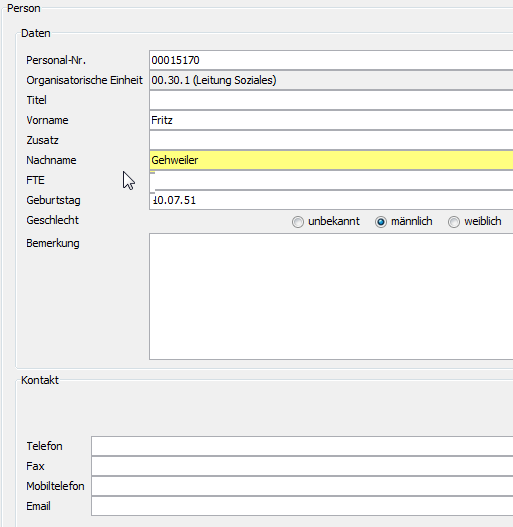 Person
Daten
Personal-Nr. 00015170
Organisatorische Einheit 00.30.1 (Leitung Soziales)
Titel
Vorname Fritz
Zusatz
Nachname Gehweiler
FTE
Geburtstag 10.07.51
Geschlecht unbekannt männlich weiblich
Bemerkung
Kontakt
Telefon
Fax
Mobiltelefon
Email